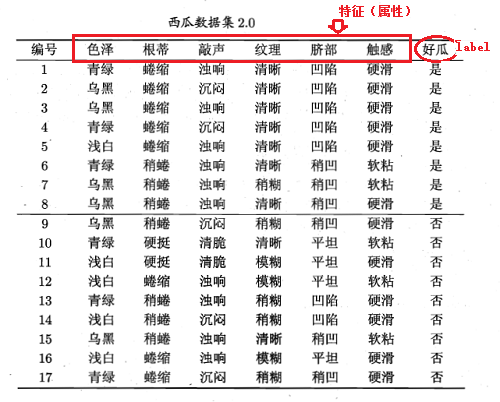 特征（属性）
西瓜数据集2.0
编号 色泽 根蒂 敲声 纹理 脐部 触感 好瓜 label
1 青绿 蜷缩 浊响 清晰 凹陷 硬滑 是
2 乌黑 蜷缩 沉闷 清晰 凹陷 硬滑 是
3 乌黑 蜷缩 浊响 清晰 凹陷 硬滑 是
4 青绿 蜷缩 沉闷 清晰 凹陷 硬滑 是
5 浅白 蜷缩 浊响 清晰 凹陷 硬滑 是
6 青绿 稍蜷 浊响 清晰 稍凹 软粘 是
7 乌黑 稍蜷 浊响 稍糊 稍凹 软粘 是
8 乌黑 稍蜷 浊响 清晰 稍凹 硬滑 是
9 乌黑 稍蜷 沉闷 稍糊 稍凹 硬滑 否
10 青绿 硬挺 清脆 清晰 平坦 软粘 否
11 浅白 硬挺 清脆 模糊 平坦 硬滑 否
12 浅白 蜷缩 浊响 模糊 平坦 软粘 否
13 青绿 稍蜷 浊响 稍糊 凹陷 硬滑 否
14 浅白 稍蜷 沉闷 稍糊 凹陷 硬滑 否
15 乌黑 稍蜷 浊响 清晰 稍凹 软粘 否
16 浅白 蜷缩 浊响 模糊 平坦 硬滑 否
17 青绿 蜷缩 沉闷 稍糊 稍凹 硬滑 否